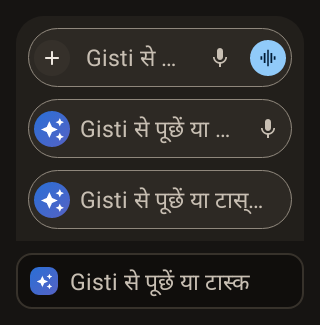 Gisti से ...
Gisti से पूछें या ...
Gisti से पूछें या टास्...
Gisti से पूछें या टास्क